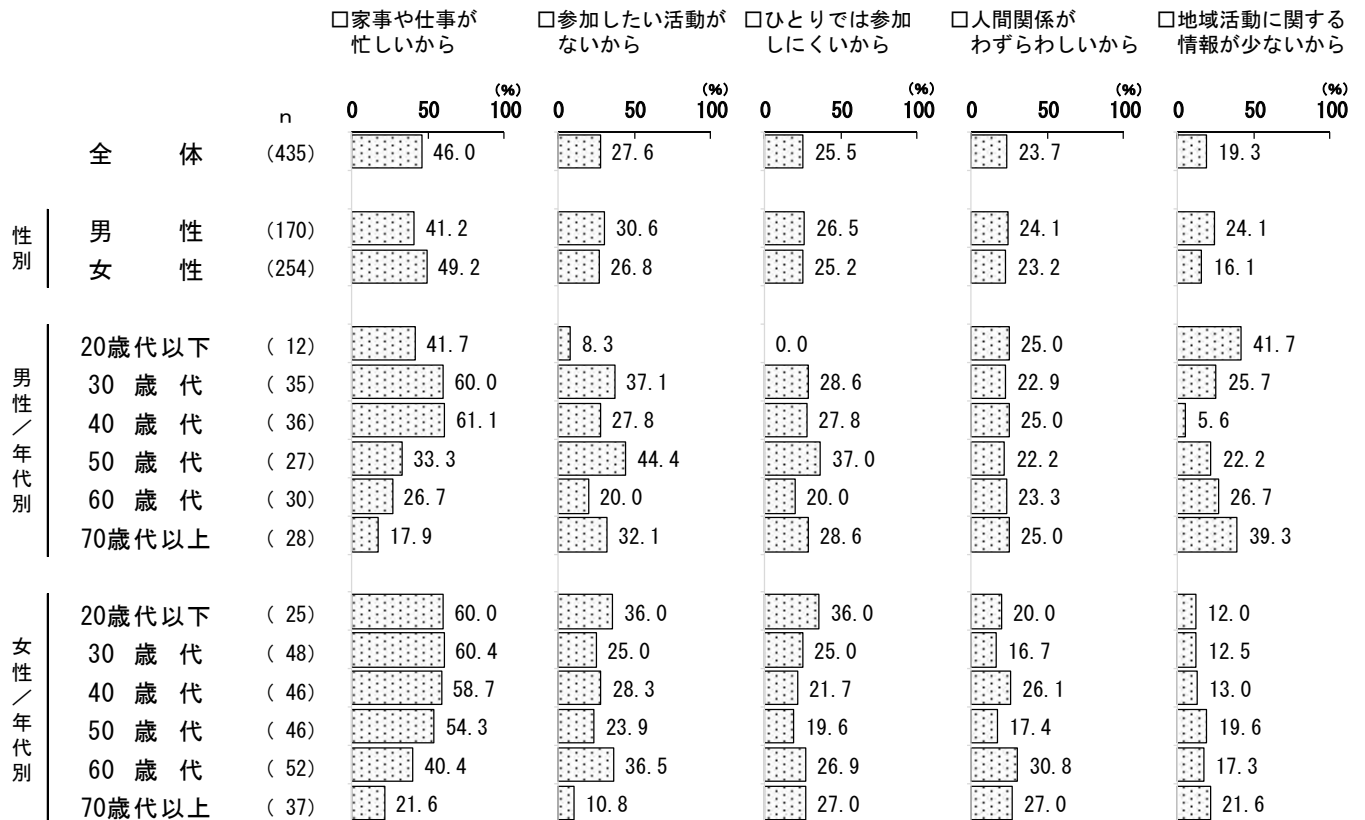 □家事や仕事が 忙しいから
□参加したい活動が ないから
□ひとりでは参加 しにくいから
□人間関係が わずらわしいから
□地域活動に関する 情報が少ないから
(%) (%) (%) (%) (%)
n 0 50 100 0 50 100 0 50 100 0 50 100 0 50 100
全体 (435) 46.0 27.6 25.5 23.7 19.3
性別
男性 (170) 41.2 30.6 26.5 24.1 24.1
女性 (254) 49.2 26.8 25.2 23.2 16.1
男性/年代別
20歳代以下 (12) 41.7 8.3 0.0 25.0 41.7
30歳代 (35) 60.0 37.1 28.6 22.9 25.7
40歳代 (36) 61.1 27.8 27.8 25.0 5.6
50歳代 (27) 33.3 44.4 37.0 22.2 22.2
60歳代 (30) 26.7 20.0 20.0 23.3 26.7
70歳代以上 (28) 17.9 32.1 28.6 25.0 39.3
女性/年代別
20歳代以下 (25) 60.0 36.0 36.0 20.0 12.0
30歳代 (48) 60.4 25.0 25.0 16.7 12.5
40歳代 (46) 58.7 28.3 21.7 26.1 13.0
50歳代 (46) 54.3 23.9 19.6 17.4 19.6
60歳代 (52) 40.4 36.5 26.9 30.8 17.3
70歳代以上 (37) 21.6 10.8 27.0 27.0 21.6